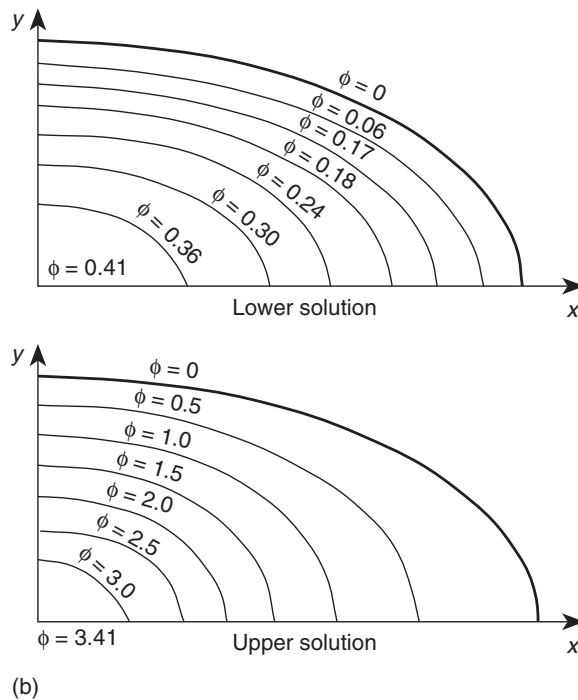 y
ϕ = 0
ϕ = 0.06
ϕ = 0.17
ϕ = 0.18
ϕ = 0.24
ϕ = 0.30
ϕ = 0.36
ϕ = 0.41
Lower solution
x
y
ϕ = 0
ϕ = 0.5
ϕ = 1.0
ϕ = 1.5
ϕ = 2.0
ϕ = 2.5
ϕ = 3.0
ϕ = 3.41
Upper solution
x
(b)